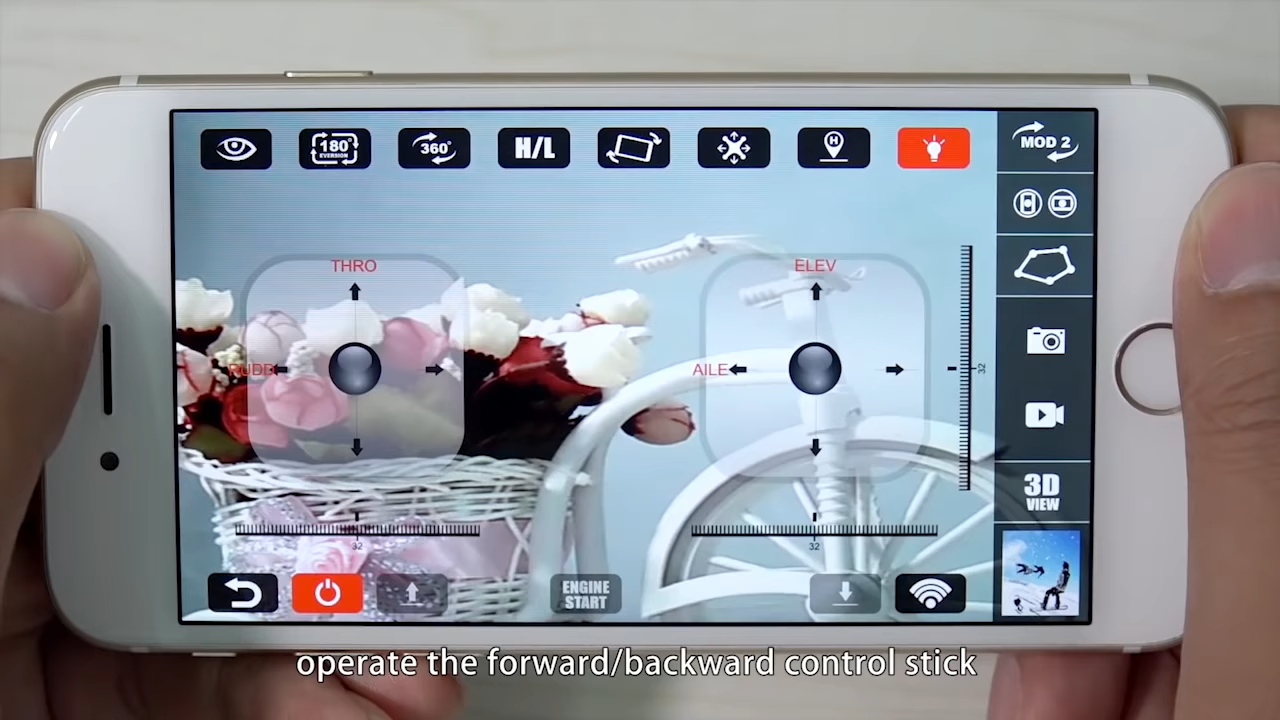 180°
EVERSION
360°
H/L
H
MOD 2
THRO
ELEV
RUDD
AILE
32
3D
VIEW
32
32
ENGINE
START
operate the forward/backward control stick